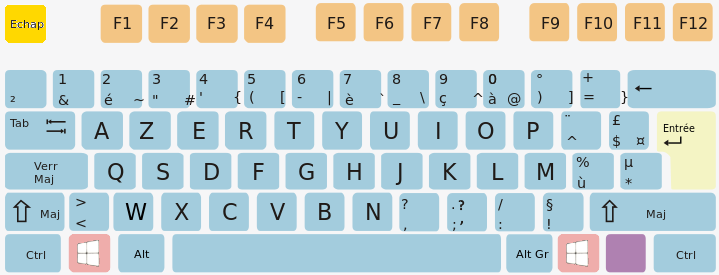 Echap F1 F2 F3 F4 F5 F6 F7 F8 F9 F10 F11 F12
1 2 3 4 5 6 7 8 9 0 ° + ←
² & é ~ " # ' { ( [ - | è ` _ \ ç ^ à @ ) ] = }
Tab A Z E R T Y U I O P ¨ £ Entrée
^ $ ¤
Verr Maj Q S D F G H J K L M % µ
ù *
⇧ Maj > W X C V B N ? . ? / § ⇧ Maj
< , ; , : !
Ctrl Alt Alt Gr Ctrl